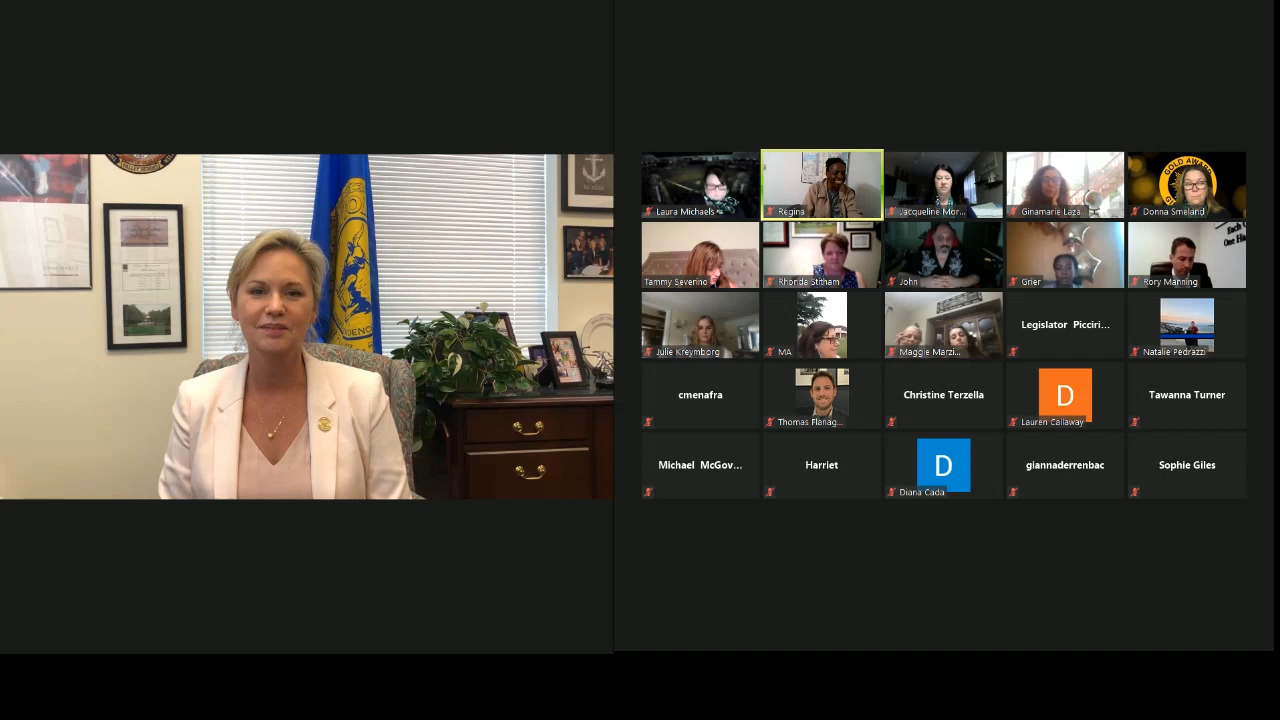 GOLD AWARD
Each
One H
Laura Michaels
Regina
Jacqueline Mor...
Ginamarie Laza
Donna Smeland
Tammy Severino
Rhonda Stitham
John
Grier
Rory Manning
Julie Kreymborg
MA
Maggie Marzi...
Legislator Picciri...
Natalie Pedrazzi
cmenafra
Thomas Flanag...
Christine Terzella
D
Lauren Callaway
Tawanna Turner
Michael McGov...
Harriet
D
Diana Cada
giannaderrenbac
Sophie Giles